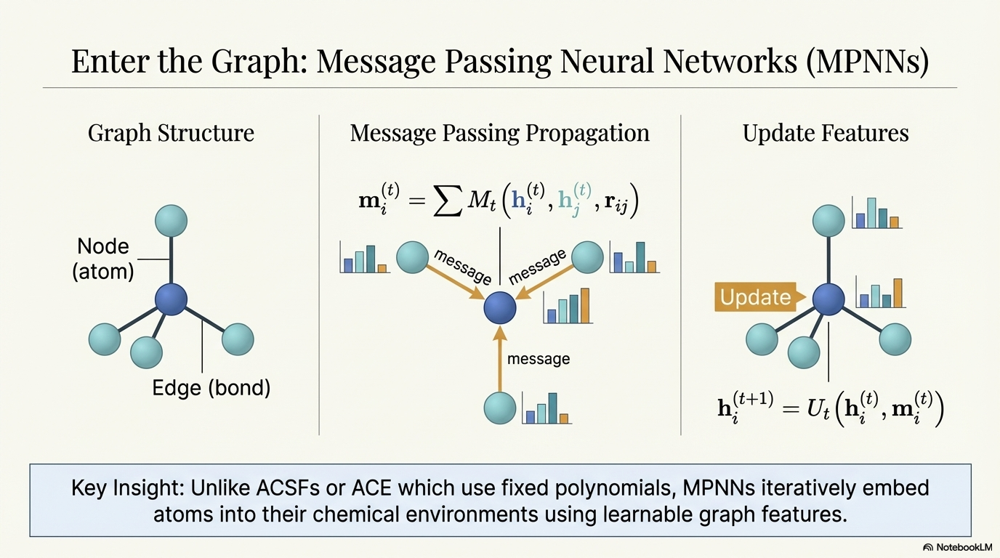 Enter the Graph: Message Passing Neural Networks (MPNNs)
Graph Structure
Node
(atom)
Edge (bond)
Message Passing Propagation
m_i^{(t)} = ∑ M_t(h_i^{(t)}, h_j^{(t)}, r_{ij})
message
message
message
Update Features
Update
h_i^{(t+1)} = U_t(h_i^{(t)}, m_i^{(t)})
Key Insight: Unlike ACSFs or ACE which use fixed polynomials, MPNNs iteratively embed
atoms into their chemical environments using learnable graph features.
NotebookLM